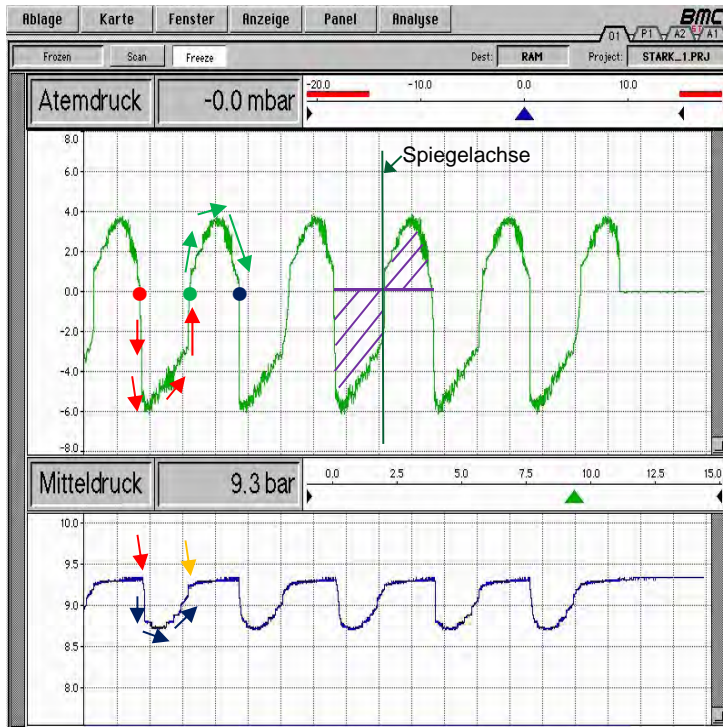 Ablage Karte Fenster Anzeige Panel Analyse BMC
01 P1 A2 ST A1
Frozen Scan Freeze Dest: RAM Project: STARK_1.PRJ
Atemdruck -0.0 mbar -20.0 -10.0 0.0 10.0
8.0
Spiegelachse
4.0
2.0
0.0
-2.0
-4.0
-6.0
-8.0
Mitteldruck 9.3 bar 0.0 2.5 5.0 7.5 10.0 12.5 15.0
10.0
9.5
9.0
8.5
8.0